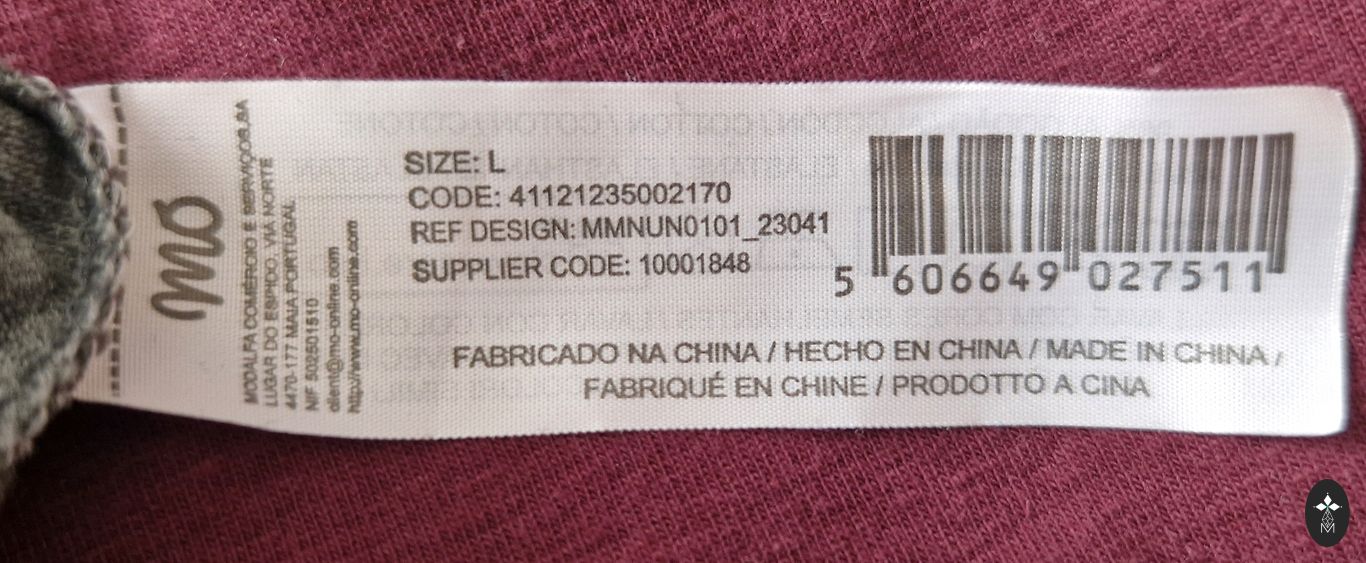 mo
MODALFA COMÉRCIO E SERVIÇOS,SA
LUGAR DO ESPIDO, VIA NORTE
4470-177 MAIA PORTUGAL
NIF 502501510
client@mo-online.com
http://www.mo-online.com
SIZE: L
CODE: 41121235002170
REF DESIGN: MMNUN0101_23041
SUPPLIER CODE: 10001848
5 606649 027511
FABRICADO NA CHINA / HECHO EN CHINA / MADE IN CHINA /
FABRIQUÉ EN CHINE / PRODOTTO A CINA
M